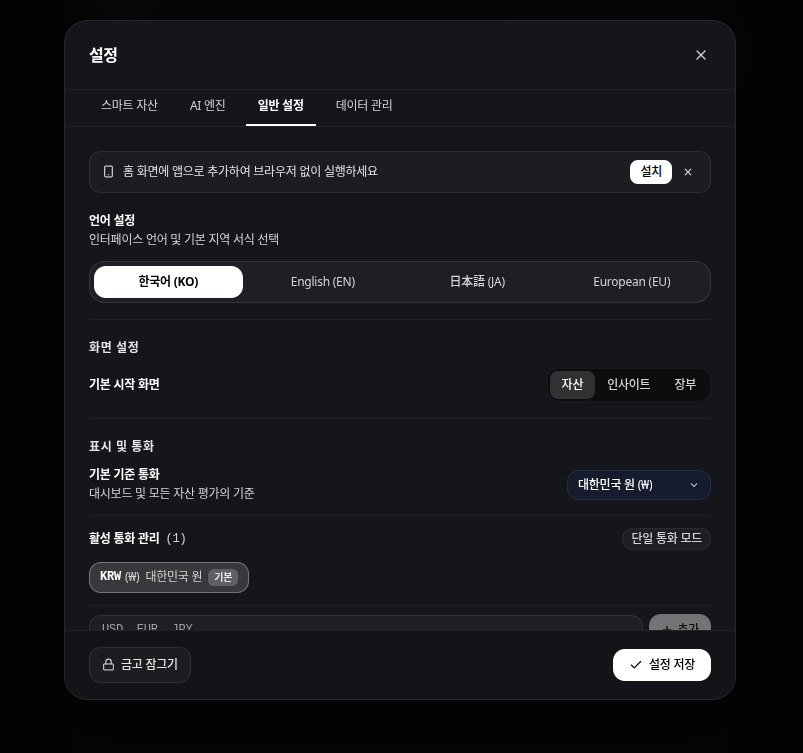 설정
스마트 자산 AI 엔진 일반 설정 데이터 관리
홈 화면에 앱으로 추가하여 브라우저 없이 실행하세요 설치
언어 설정
인터페이스 언어 및 기본 지역 서식 선택
한국어 (KO) English (EN) 日本語 (JA) European (EU)
화면 설정
기본 시작 화면 자산 인사이트 장부
표시 및 통화
기본 기준 통화
대시보드 및 모든 자산 평가의 기준 대한민국 원 (₩)
활성 통화 관리 (1) 단일 통화 모드
KRW (₩) 대한민국 원 기본
USD, EUR, JPY + 추가
금고 잠그기 설정 저장